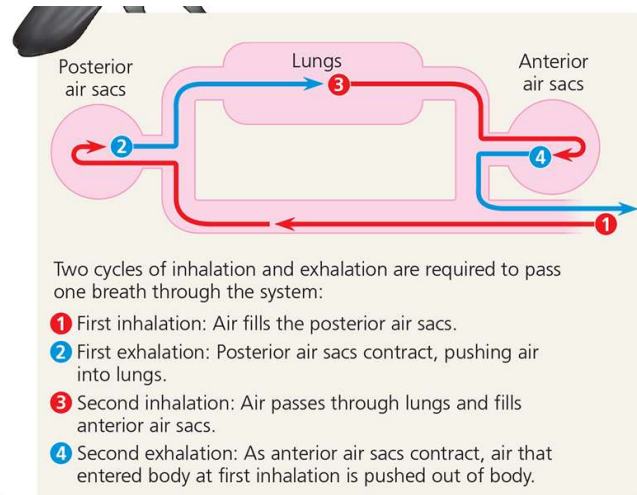 Posterior
air sacs
Lungs
Anterior
air sacs
3
2
4
1
Two cycles of inhalation and exhalation are required to pass
one breath through the system:
1 First inhalation: Air fills the posterior air sacs.
2 First exhalation: Posterior air sacs contract, pushing air
into lungs.
3 Second inhalation: Air passes through lungs and fills
anterior air sacs.
4 Second exhalation: As anterior air sacs contract, air that
entered body at first inhalation is pushed out of body.